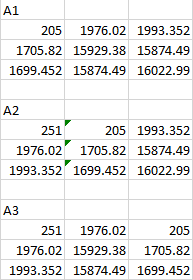 A1
205 1976.02 1993.352
1705.82 15929.38 15874.49
1699.452 15874.49 16022.99
A2
251 205 1993.352
1976.02 1705.82 15874.49
1993.352 1699.452 16022.99
A3
251 1976.02 205
1976.02 15929.38 1705.82
1993.352 15874.49 1699.452